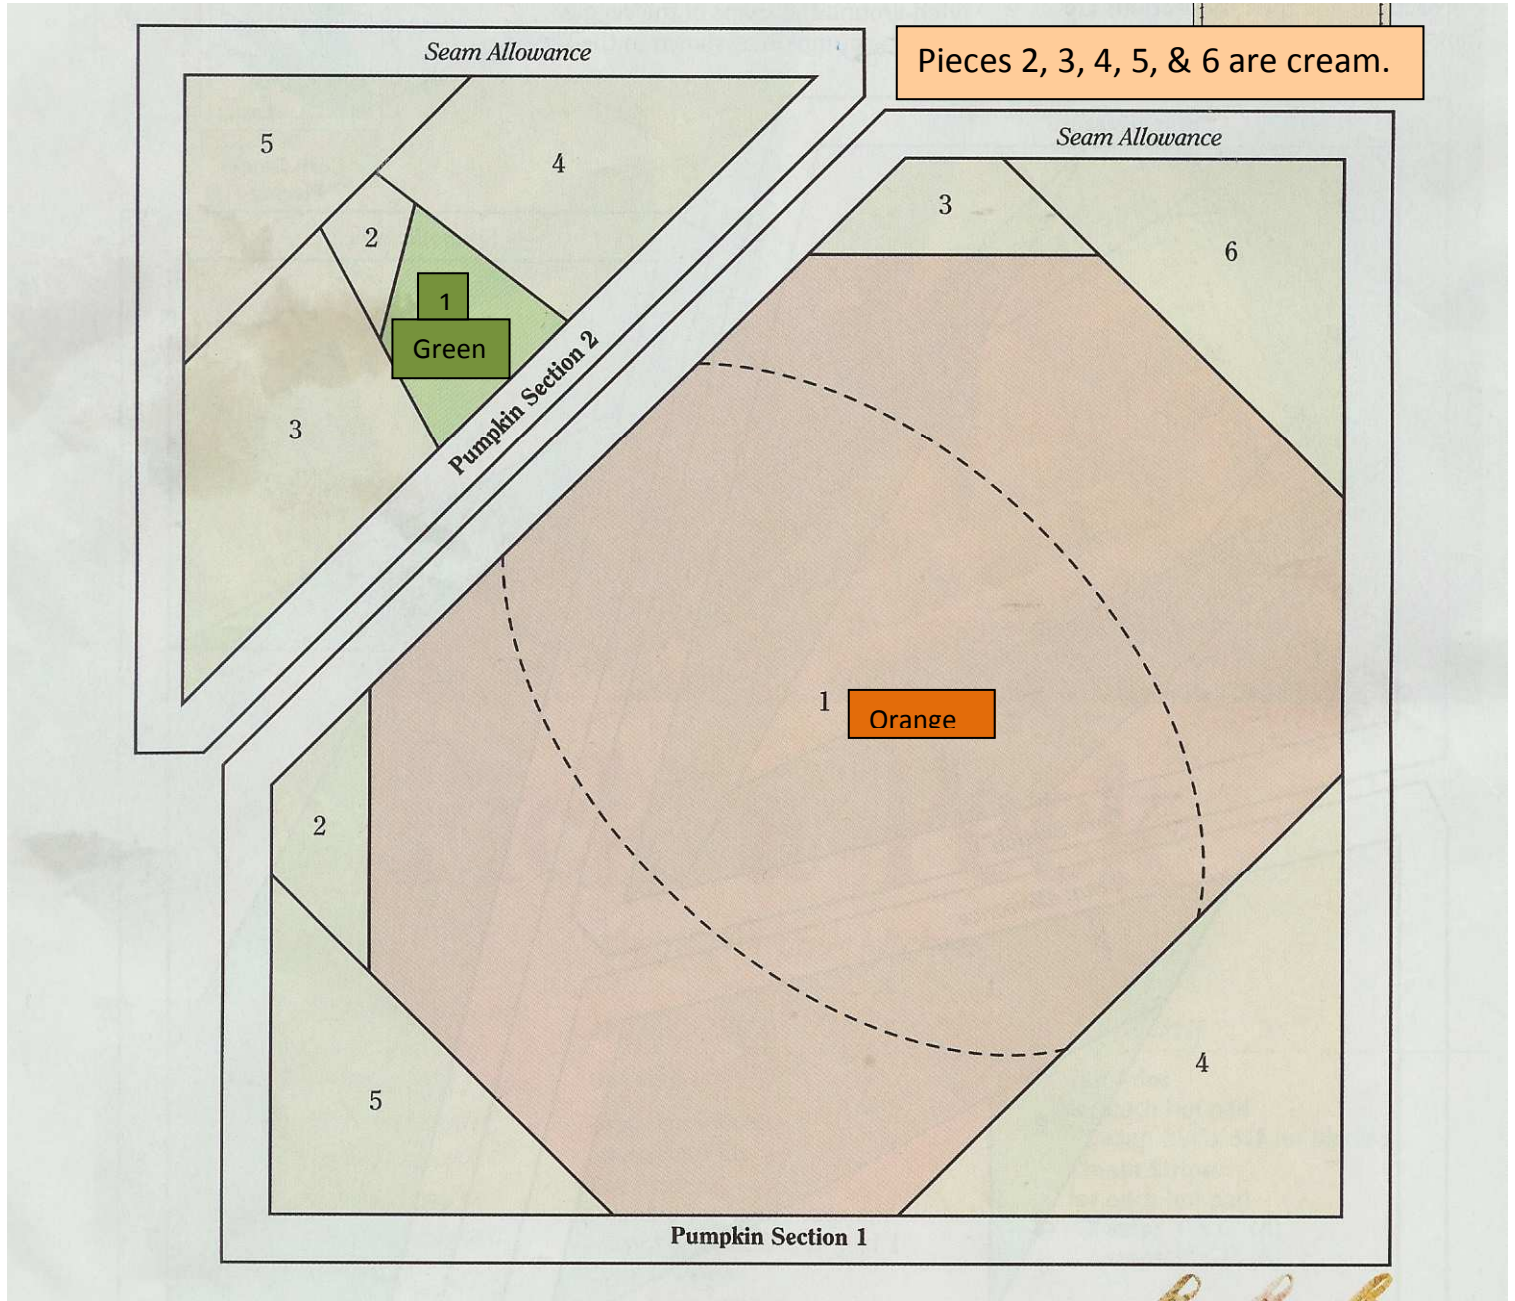 Seam Allowance
Pieces 2, 3, 4, 5, & 6 are cream.
5
4
2
1
Green
3
Pumpkin Section 2
Seam Allowance
3
6
1
Orange
2
5
4
Pumpkin Section 1